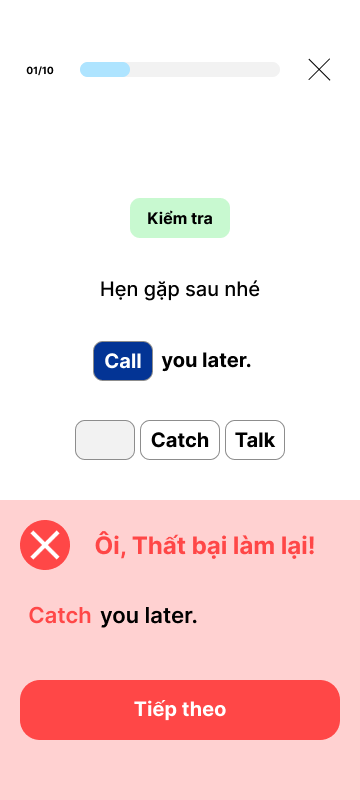 01/10
Kiểm tra
Hẹn gặp sau nhé
Call you later.
Catch Talk
Ôi, Thất bại làm lại!
Catch you later.
Tiếp theo